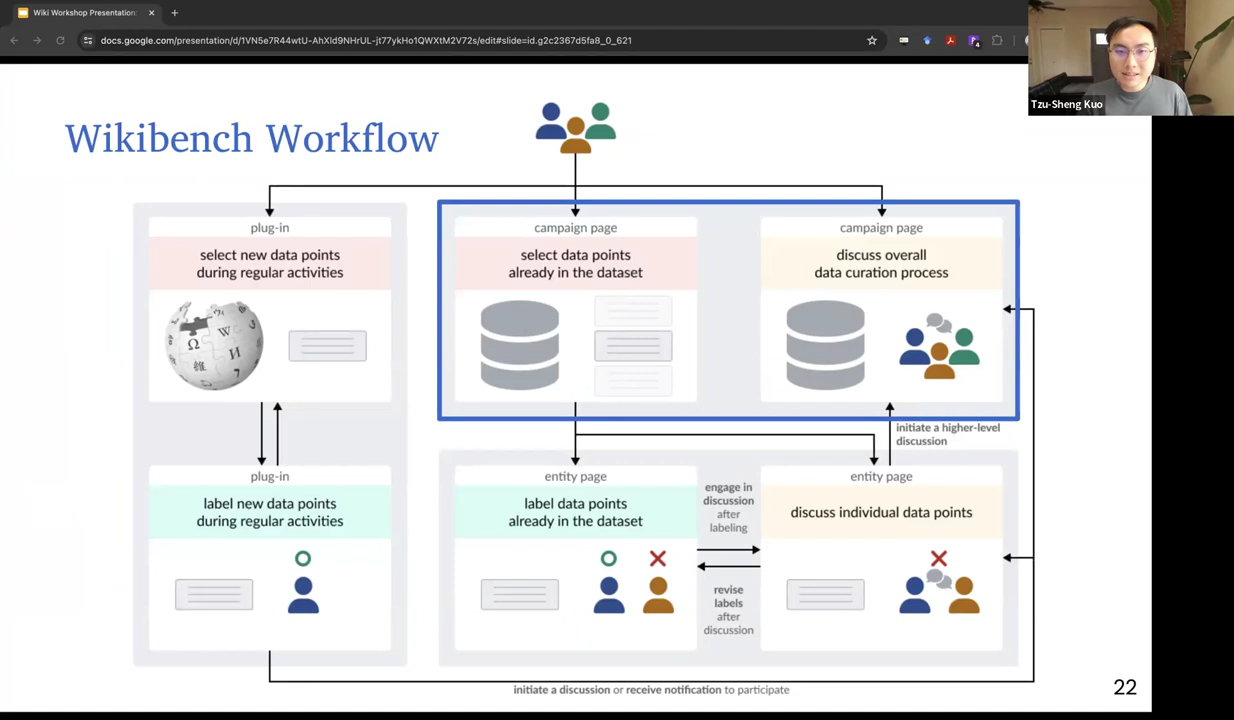 Wiki Workshop Presentation:
docs.google.com/presentation/d/1VN5e7R44wtU-AhXld9NHrUL-jt77ykHo1QWXtM2V72s/edit#slide=id.g2c2367d5fa8_0_621
4
Tzu-Sheng Kuo
Wikibench Workflow
plug-in
select new data points
during regular activities
campaign page
select data points
already in the dataset
campaign page
discuss overall
data curation process
Ω
W
И
initiate a higher-level
discussion
plug-in
label new data points
during regular activities
entity page
label data points
already in the dataset
engage in
discussion
after
labeling
revise
labels
after
discussion
entity page
discuss individual data points
initiate a discussion or receive notification to participate
22